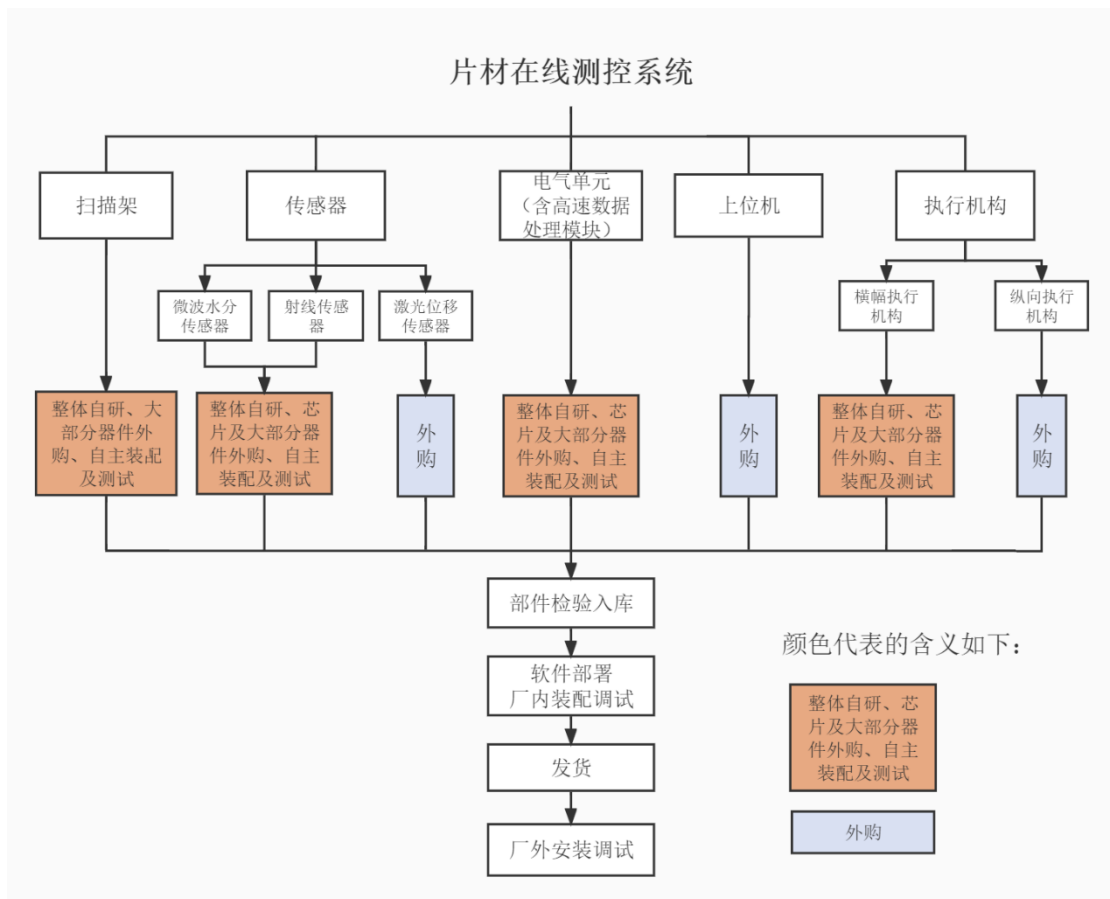 片材在线测控系统
扫描架
传感器
电气单元
（含高速数据
处理模块）
上位机
执行机构
微波水分
传感器
射线传感
器
激光位移
传感器
横幅执行
机构
纵向执行
机构
整体自研、大
部分器件外
购、自主装配
及测试
整体自研、芯
片及大部分器
件外购、自主
装配及测试
外
购
整体自研、芯
片及大部分器
件外购、自主
装配及测试
外
购
整体自研、芯
片及大部分器
件外购、自主
装配及测试
外
购
部件检验入库
软件部署
厂内装配调试
发货
厂外安装调试
颜色代表的含义如下：
整体自研、芯
片及大部分器
件外购、自主
装配及测试
外购